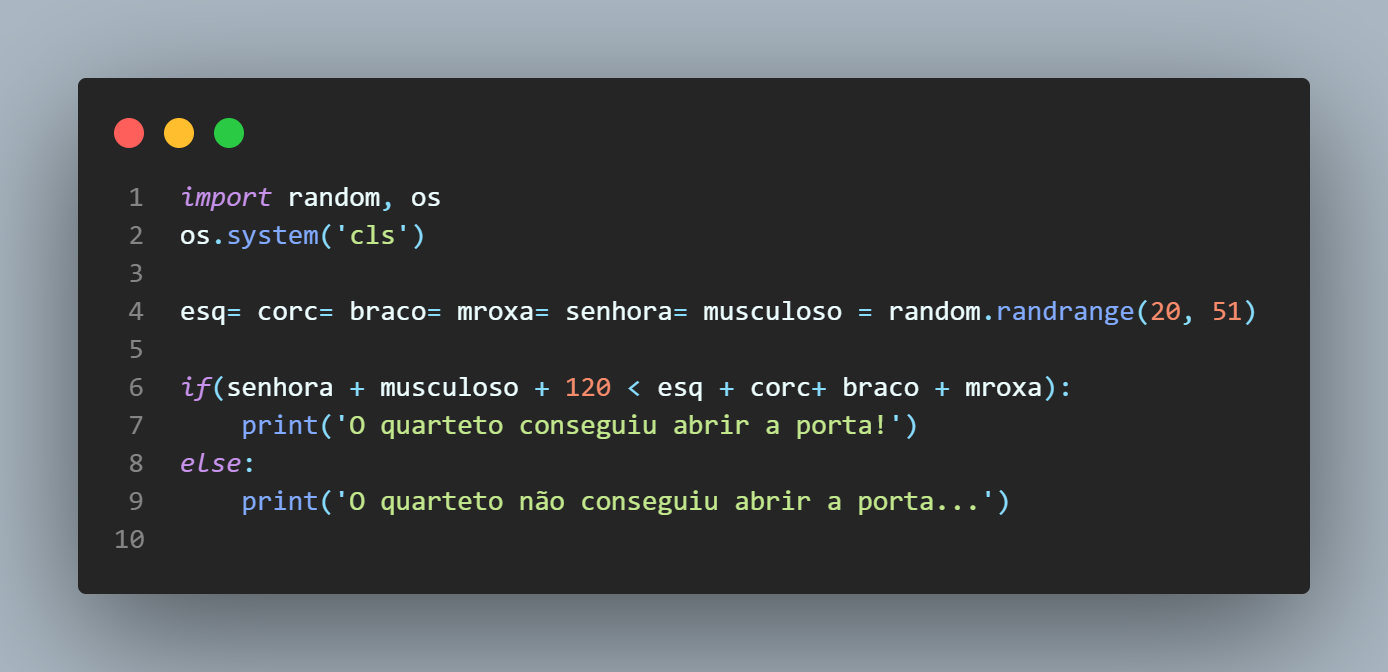 1 import random, os
2 os.system('cls')
3
4 esq= corc= braco= mroxa= senhora= musculoso = random.randrange(20, 51)
5
6 if(senhora + musculoso + 120 < esq + corc+ braco + mroxa):
7     print('O quarteto conseguiu abrir a porta!')
8 else:
9     print('O quarteto não conseguiu abrir a porta...')
10